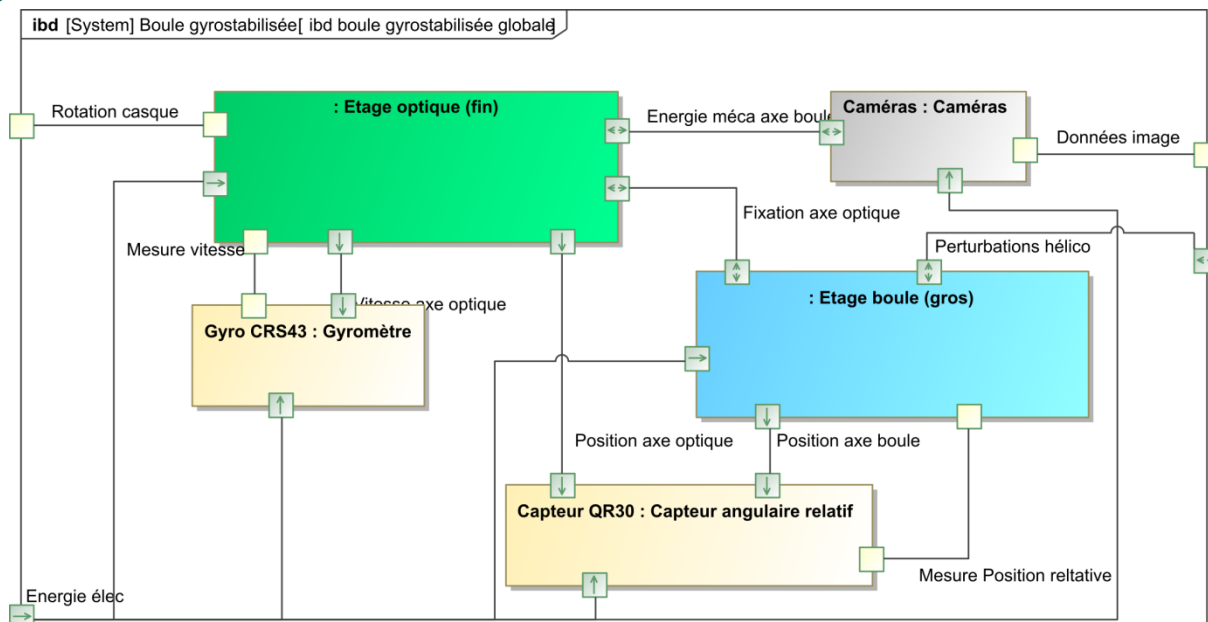 ibd [System] Boule gyrostabilisée[ ibd boule gyrostabilisée globale]
Rotation casque
: Etage optique (fin)
Energie méca axe boule
Caméras : Caméras
Données image
Fixation axe optique
Mesure vitesse
Perturbations hélico
Vitesse axe optique
: Etage boule (gros)
Gyro CRS43 : Gyromètre
Position axe optique
Position axe boule
Capteur QR30 : Capteur angulaire relatif
Mesure Position reltative
Energie élec